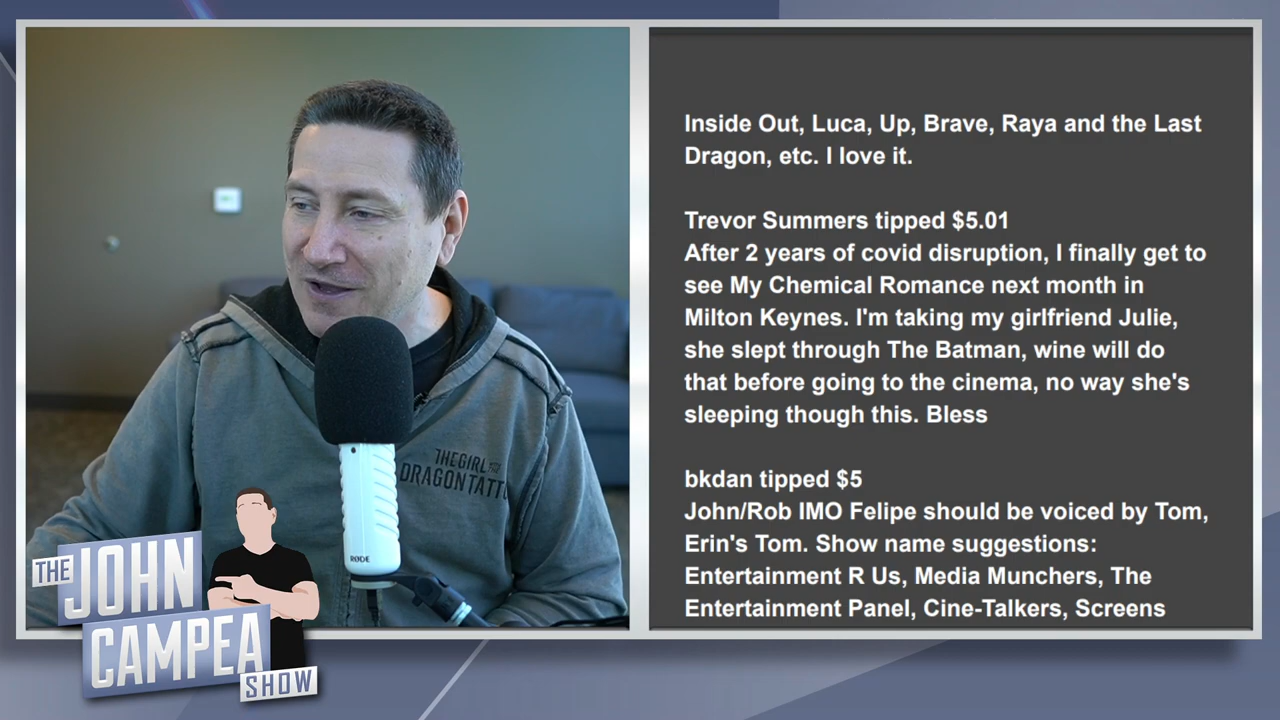 Inside Out, Luca, Up, Brave, Raya and the Last
Dragon, etc. I love it.
Trevor Summers tipped $5.01
After 2 years of covid disruption, I finally get to
see My Chemical Romance next month in
Milton Keynes. I'm taking my girlfriend Julie,
she slept through The Batman, wine will do
that before going to the cinema, no way she's
sleeping though this. Bless
bkdan tipped $5
John/Rob IMO Felipe should be voiced by Tom,
Erin's Tom. Show name suggestions:
Entertainment R Us, Media Munchers, The
Entertainment Panel, Cine-Talkers, Screens
THE GIRL
DRAGON TATT
RØDE
THE
JOHN
CAMPEA
SHOW